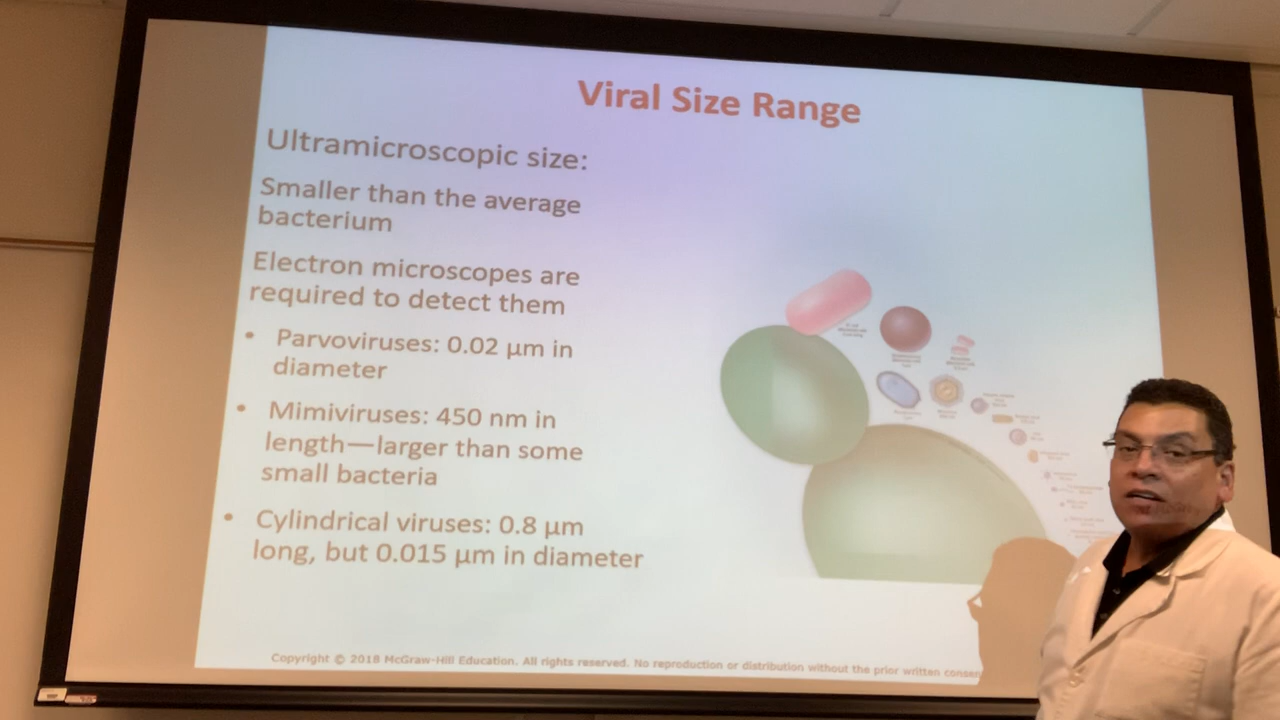 Viral Size Range
Ultramicroscopic size:
Smaller than the average
bacterium
Electron microscopes are
required to detect them
• Parvoviruses: 0.02 µm in
diameter
• Mimiviruses: 450 nm in
length—larger than some
small bacteria
• Cylindrical viruses: 0.8 µm
long, but 0.015 µm in diameter
Copyright © 2018 McGraw-Hill Education. All rights reserved. No reproduction or distribution without the prior written